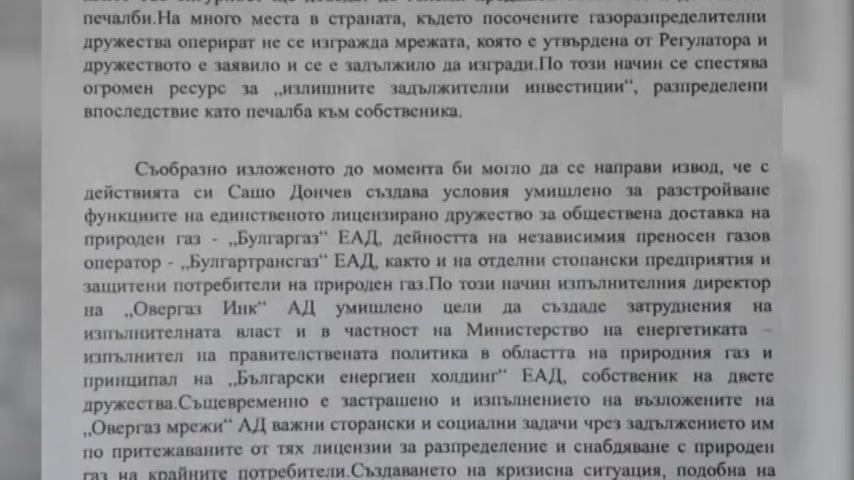 печалби.На много места в страната, където посочените газоразпределителни
дружества оперират не се изгражда мрежата, която е утвърдена от Регулатора и
дружеството е заявило и се е задължило да изгради.По този начин се спестява
огромен ресурс за „излишните задължителни инвестиции“, разпределени
впоследствие като печалба към собственика.
Съобразно изложеното до момента би могло да се направи извод, че с
действията си Сашо Дончев създава условия умишлено за разстройване
функциите на единственото лицензирано дружество за обществена доставка на
природен газ - „Булгаргаз“ ЕАД, дейността на независимия преносен газов
оператор - „Булгартрансгаз“ ЕАД, както и на отделни стопански предприятия и
защитени потребители на природен газ.По този начин изпълнителния директор
на „Овергаз Инк“ АД умишлено цели да създаде затруднения на
изпълнителната власт и в частност на Министерство на енергетиката –
изпълнител на правителствената политика в областта на природния газ и
принципал на „Български енергиен холдинг“ ЕАД, собственик на двете
дружества.Същевременно е застрашено и изпълнението на възложените на
„Овергаз мрежи“ АД важни сторански и социални задачи чрез задължението им
по притежаваните от тях лицензии за разпределение и снабдяване с природен
газ на крайните потребители.Създаването на кризисна ситуация, подобна на